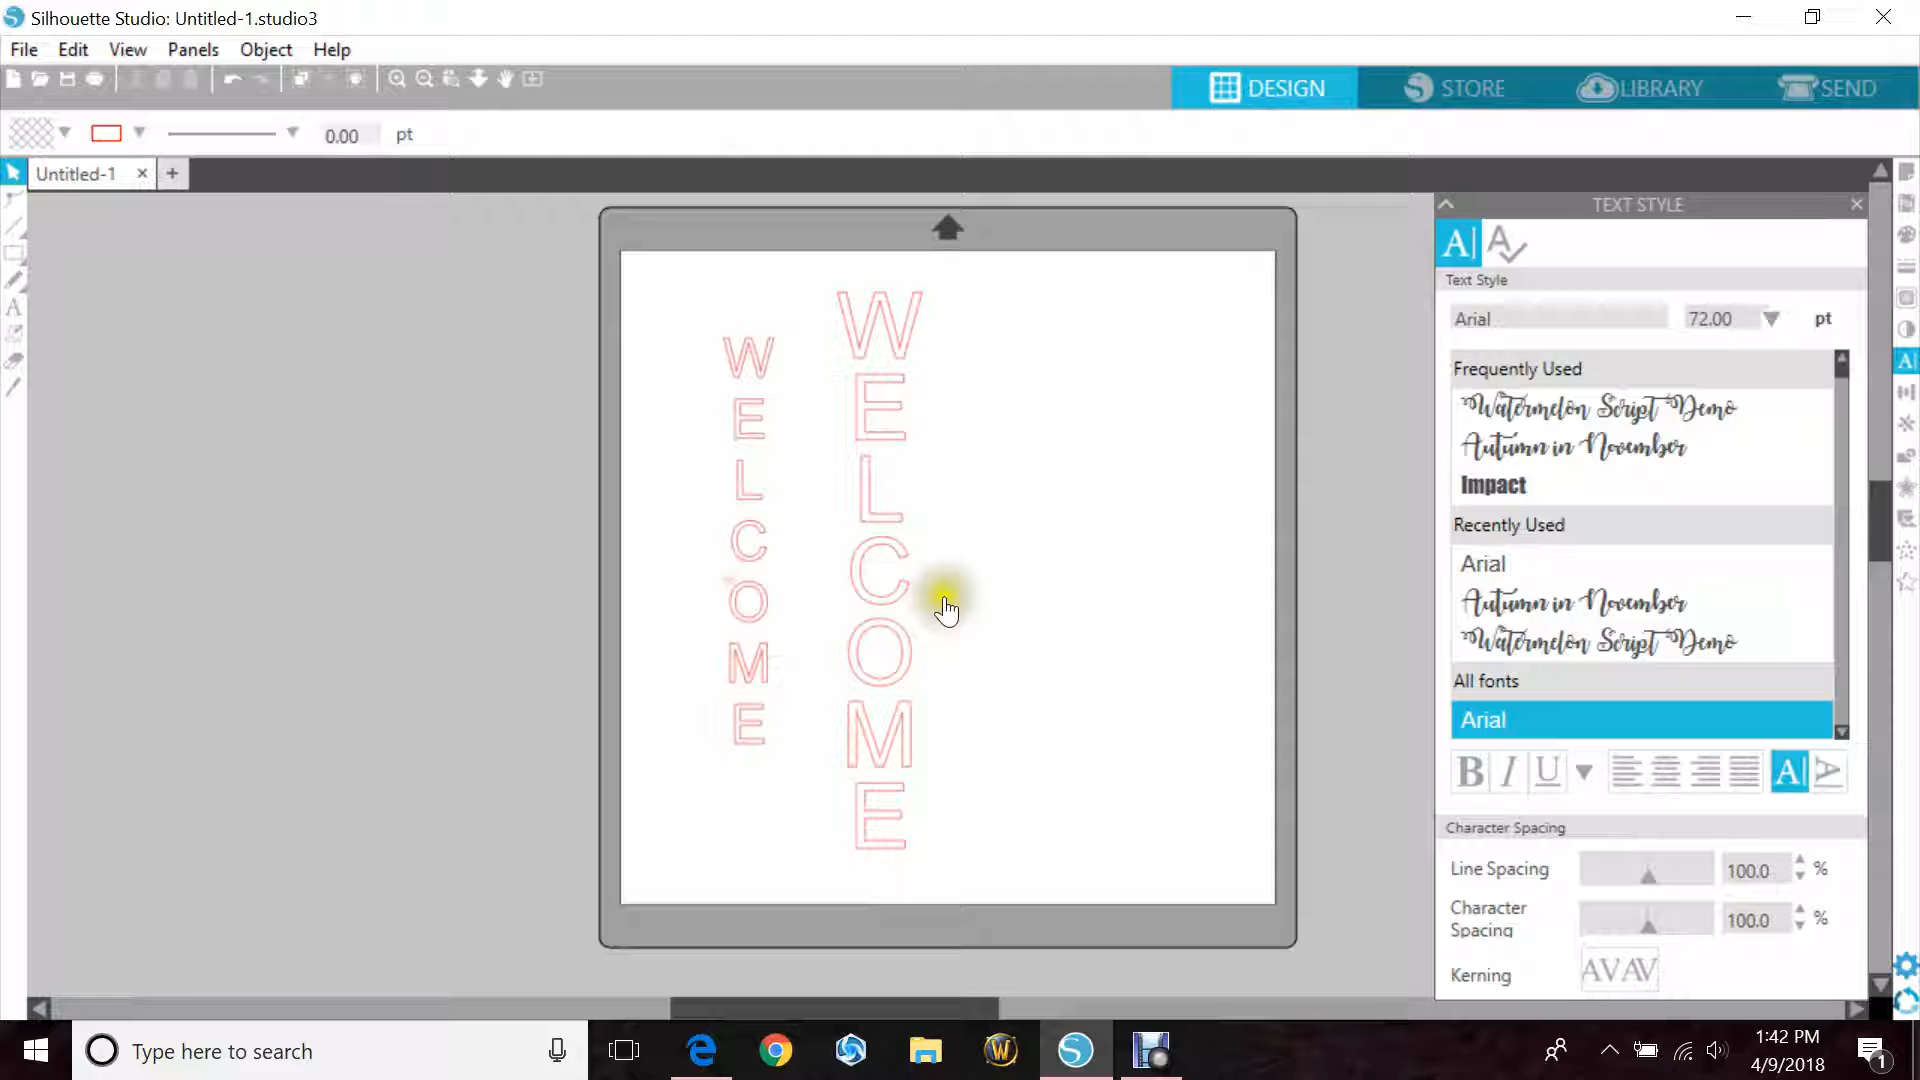 Silhouette Studio: Untitled-1.studio3
File Edit View Panels Object Help
DESIGN STORE LIBRARY SEND
0.00 pt
Untitled-1 × +
TEXT STYLE
Text Style
Arial 72.00 pt
Frequently Used
Watermelon Script Demo
Autumn in November
Impact
Recently Used
Arial
Autumn in November
Watermelon Script Demo
All fonts
Arial
B I U A A
Character Spacing
Line Spacing 100.0 %
Character
Spacing 100.0 %
Kerning AV AV
W
E
L
C
O
M
E
W
E
L
C
O
M
E
Type here to search
1:42 PM
4/9/2018
1